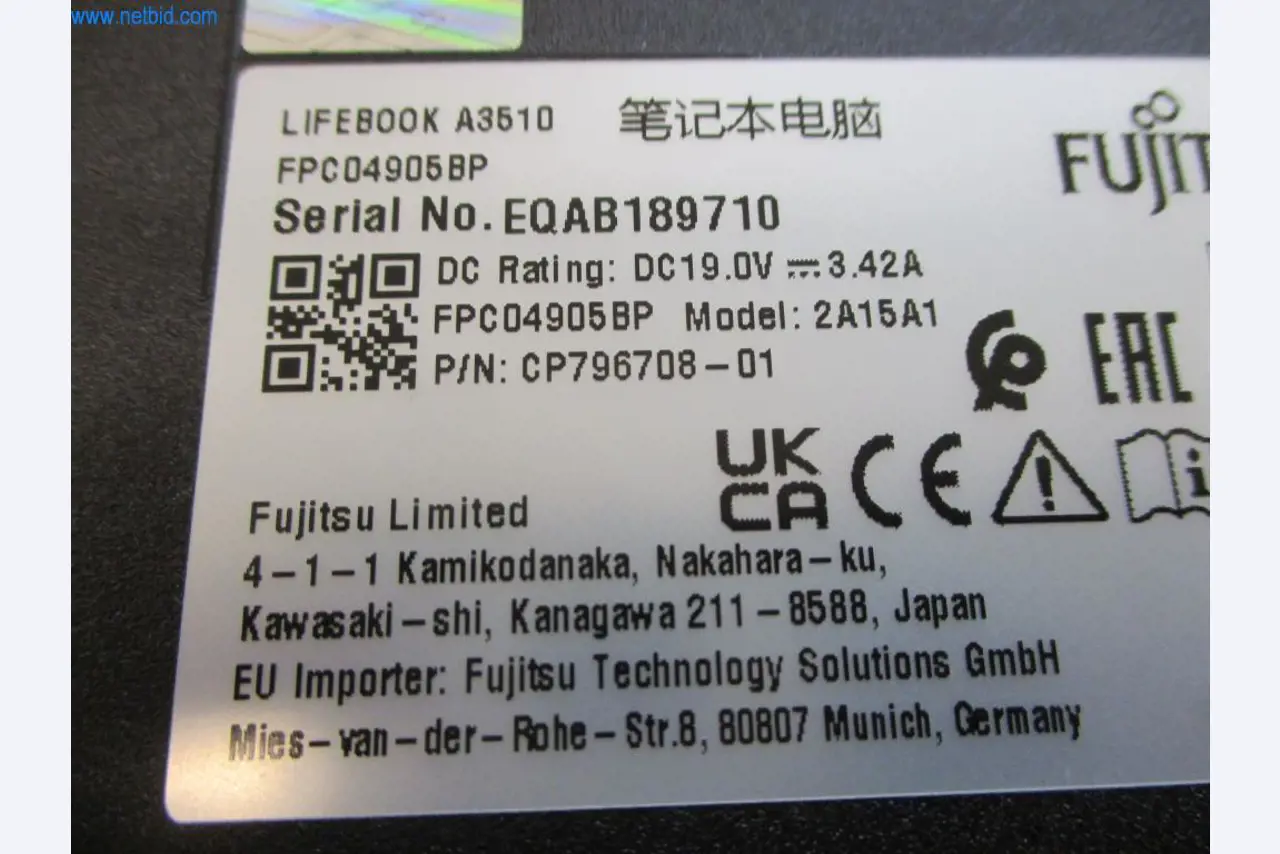 www.netbid.com
LIFEBOOK A3510 笔记本电脑
FUJIT
FPC04905BP
Serial No. EQAB189710
DC Rating: DC19.0V ⎓ 3.42A
FPC04905BP Model: 2A15A1
P/N: CP796708-01
EAC
UK
CA CE
Fujitsu Limited
4-1-1 Kamikodanaka, Nakahara-ku,
Kawasaki-shi, Kanagawa 211-8588, Japan
EU Importer: Fujitsu Technology Solutions GmbH
Mies-van-der-Rohe-Str.8, 80807 Munich, Germany